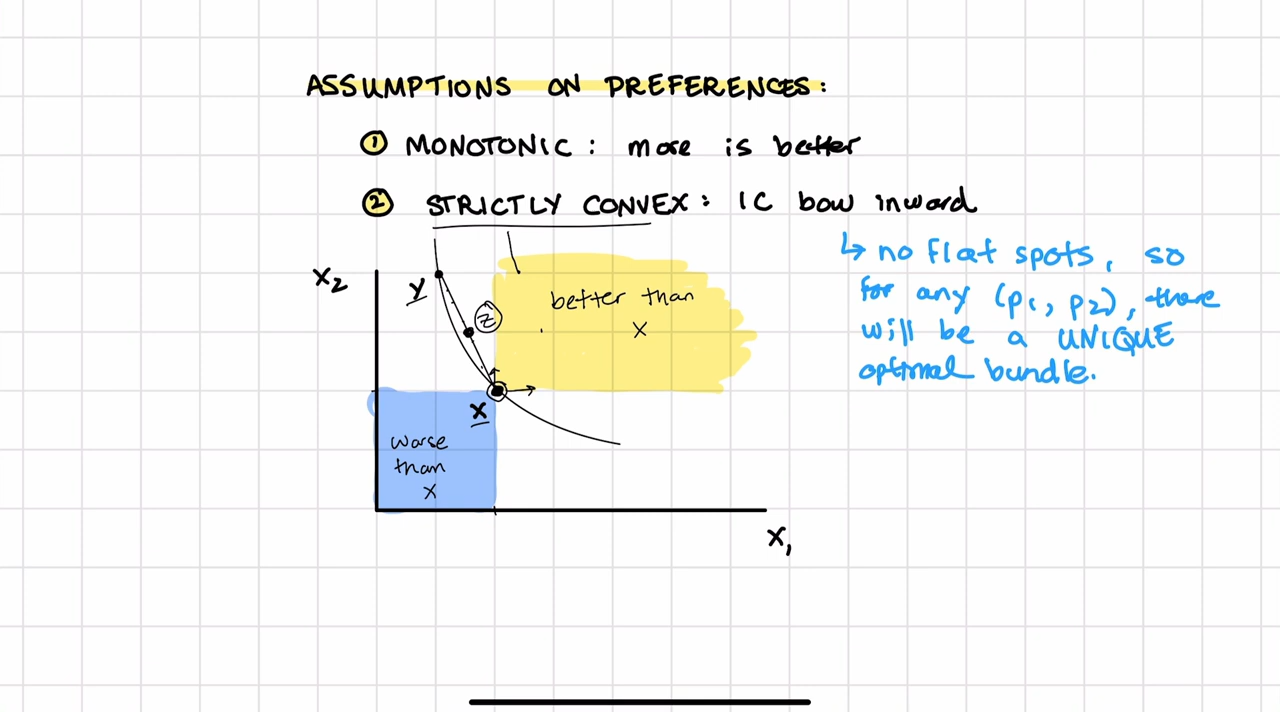 ASSUMPTIONS ON PREFERENCES:
① MONOTONIC: more is better
② STRICTLY CONVEX: IC bow inward
↳ no flat spots, so
for any (p1, p2), there
will be a UNIQUE
optimal bundle.
x2
y
z
better than
x
x
worse
than
x
x1